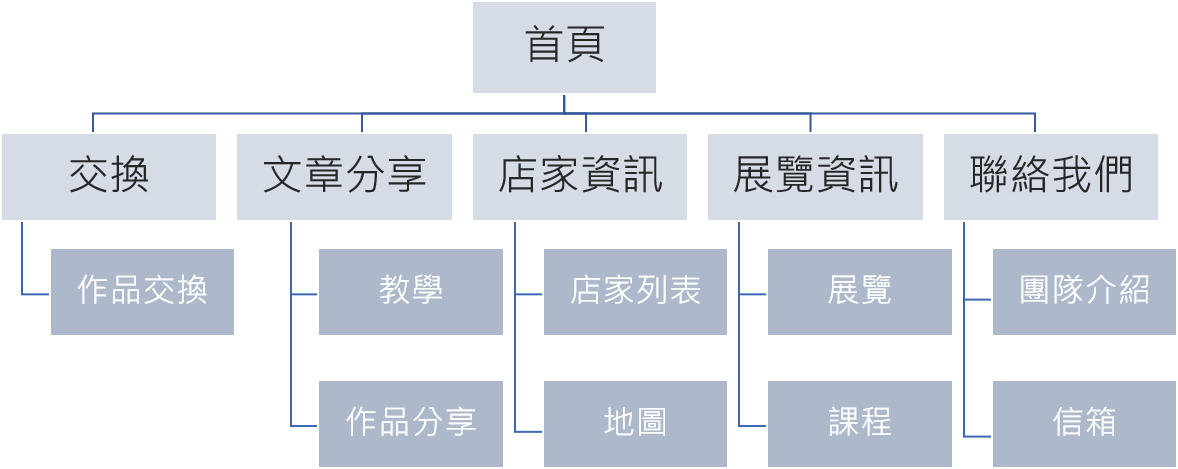 首頁
交換
文章分享
店家資訊
展覽資訊
聯絡我們
作品交換
教學
店家列表
展覽
團隊介紹
作品分享
地圖
課程
信箱